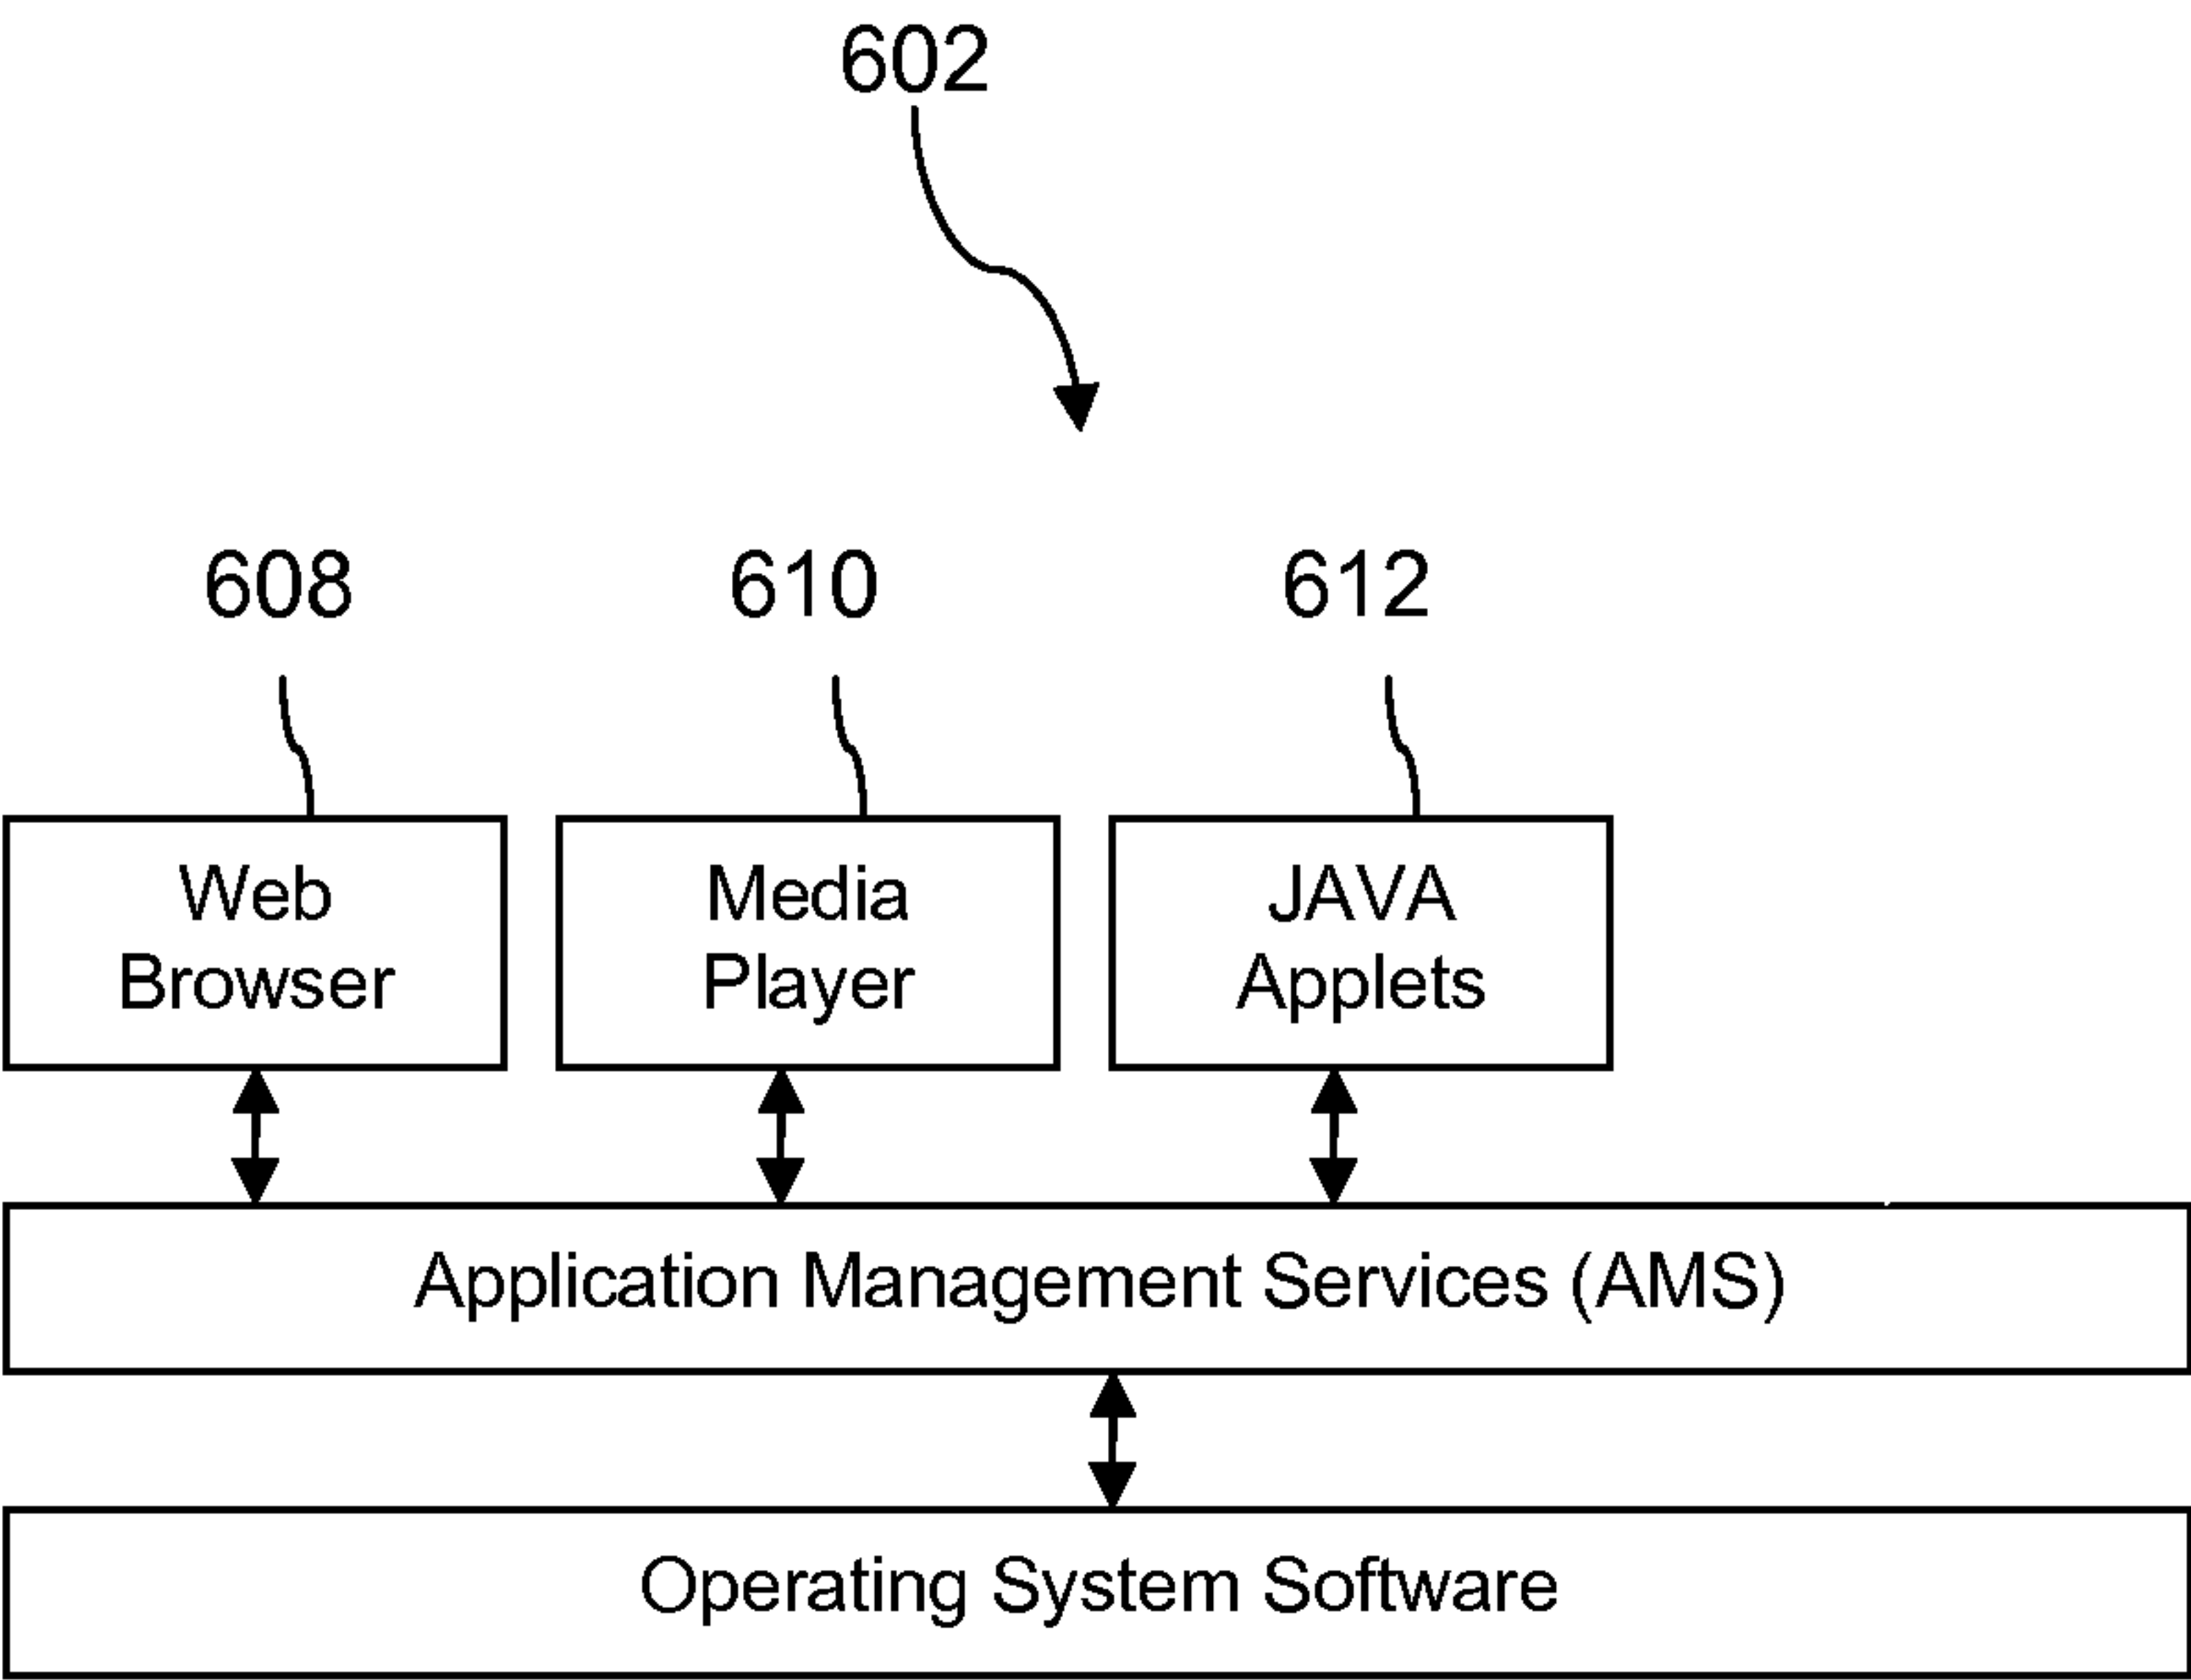 602
608
610
612
Web
Browser
Media
Player
JAVA
Applets
Application Management Services (AMS)
Operating System Software